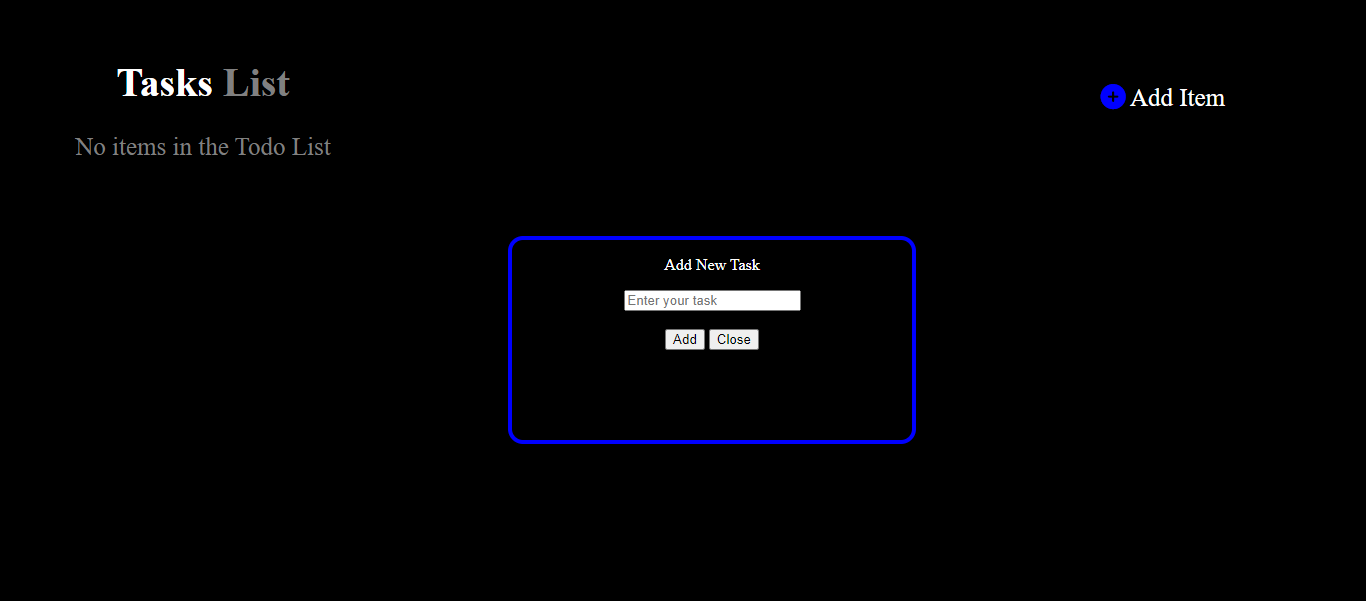 Tasks List
+ Add Item
No items in the Todo List
Add New Task
Enter your task
Add Close